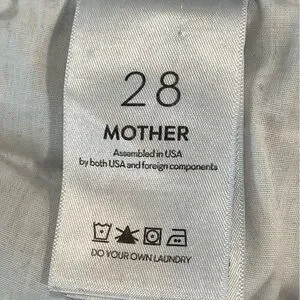 28
MOTHER
Assembled in USA
by both USA and foreign components
DO YOUR OWN LAUNDRY